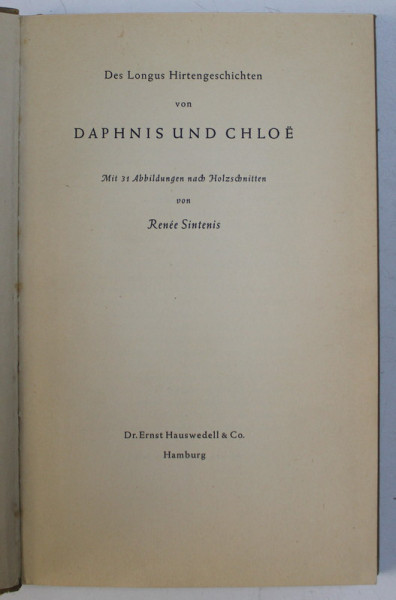 Des Longus Hirtengeschichten
von
DAPHNIS UND CHLOË
Mit 31 Abbildungen nach Holzschnitten
von
Renée Sintenis
Dr. Ernst Hauswedell & Co.
Hamburg